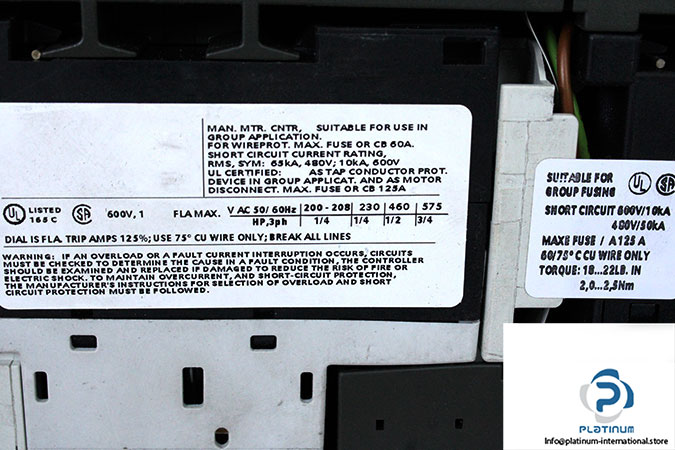 MAN. MTR. CNTR, SUITABLE FOR USE IN
GROUP APPLICATION.
FOR WIREPROT. MAX. FUSE OR CB 60A.
SHORT CIRCUIT CURRENT RATING,
RMS, SYM: 65kA, 480V; 10kA, 600V
UL CERTIFIED: AS TAP CONDUCTOR PROT.
DEVICE IN GROUP APPLICAT. AND AS MOTOR
DISCONNECT. MAX. FUSE OR CB 125A
UL LISTED 165 C SA 600V, 1 FLA MAX. V AC 50/60Hz 200-208 230 460 575
HP,3ph 1/4 1/4 1/2 3/4
DIAL IS FLA. TRIP AMPS 125%; USE 75° CU WIRE ONLY; BREAK ALL LINES
WARNING: IF AN OVERLOAD OR A FAULT CURRENT INTERRUPTION OCCURS, CIRCUITS
MUST BE CHECKED TO DETERMINE THE CAUSE IN A FAULT CONDITION, THE CONTROLLER
SHOULD BE EXAMINED AND REPLACED IF DAMAGED TO REDUCE THE RISK OF FIRE OR
ELECTRIC SHOCK. TO MAINTAIN OVERCURRENT, AND SHORT-CIRCUIT PROTECTION,
THE MANUFACTURER'S INSTRUCTIONS FOR SELECTION OF OVERLOAD AND SHORT
CIRCUIT PROTECTION MUST BE FOLLOWED.
SUITABLE FOR
GROUP FUSING UL SA
SHORT CIRCUIT 600V/10kA
480V/50kA
MAXE FUSE / A 125 A
60/75° C CU WIRE ONLY
TORQUE: 18...22LB. IN
2,0...2,5Nm
PLATINUM
Info@platinum-international.store